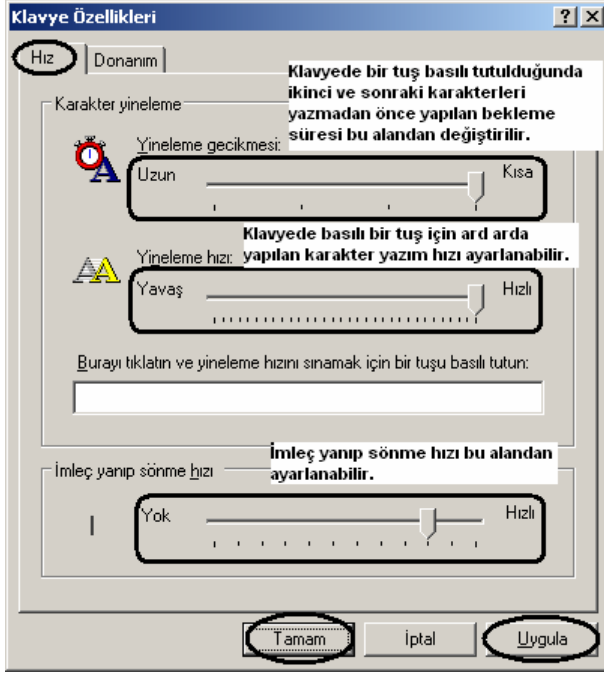 Klavye Özellikleri
? X
Hız
Donanım
Klavyede bir tuş basılı tutulduğunda
ikinci ve sonraki karakterleri
yazmadan önce yapılan bekleme
süresi bu alandan değiştirilir.
Karakter yineleme
Yineleme gecikmesi:
A
Uzun
Kısa
Klavyede basılı bir tuş için ard arda
yapılan karakter yazım hızı ayarlanabilir.
Yineleme hızı:
AA
Yavaş
Hızlı
Burayı tıklatın ve yineleme hızını sınamak için bir tuşu basılı tutun:
İmleç yanıp sönme hızı bu alandan
ayarlanabilir.
İmleç yanıp sönme hızı
Yok
Hızlı
Tamam
İptal
Uygula